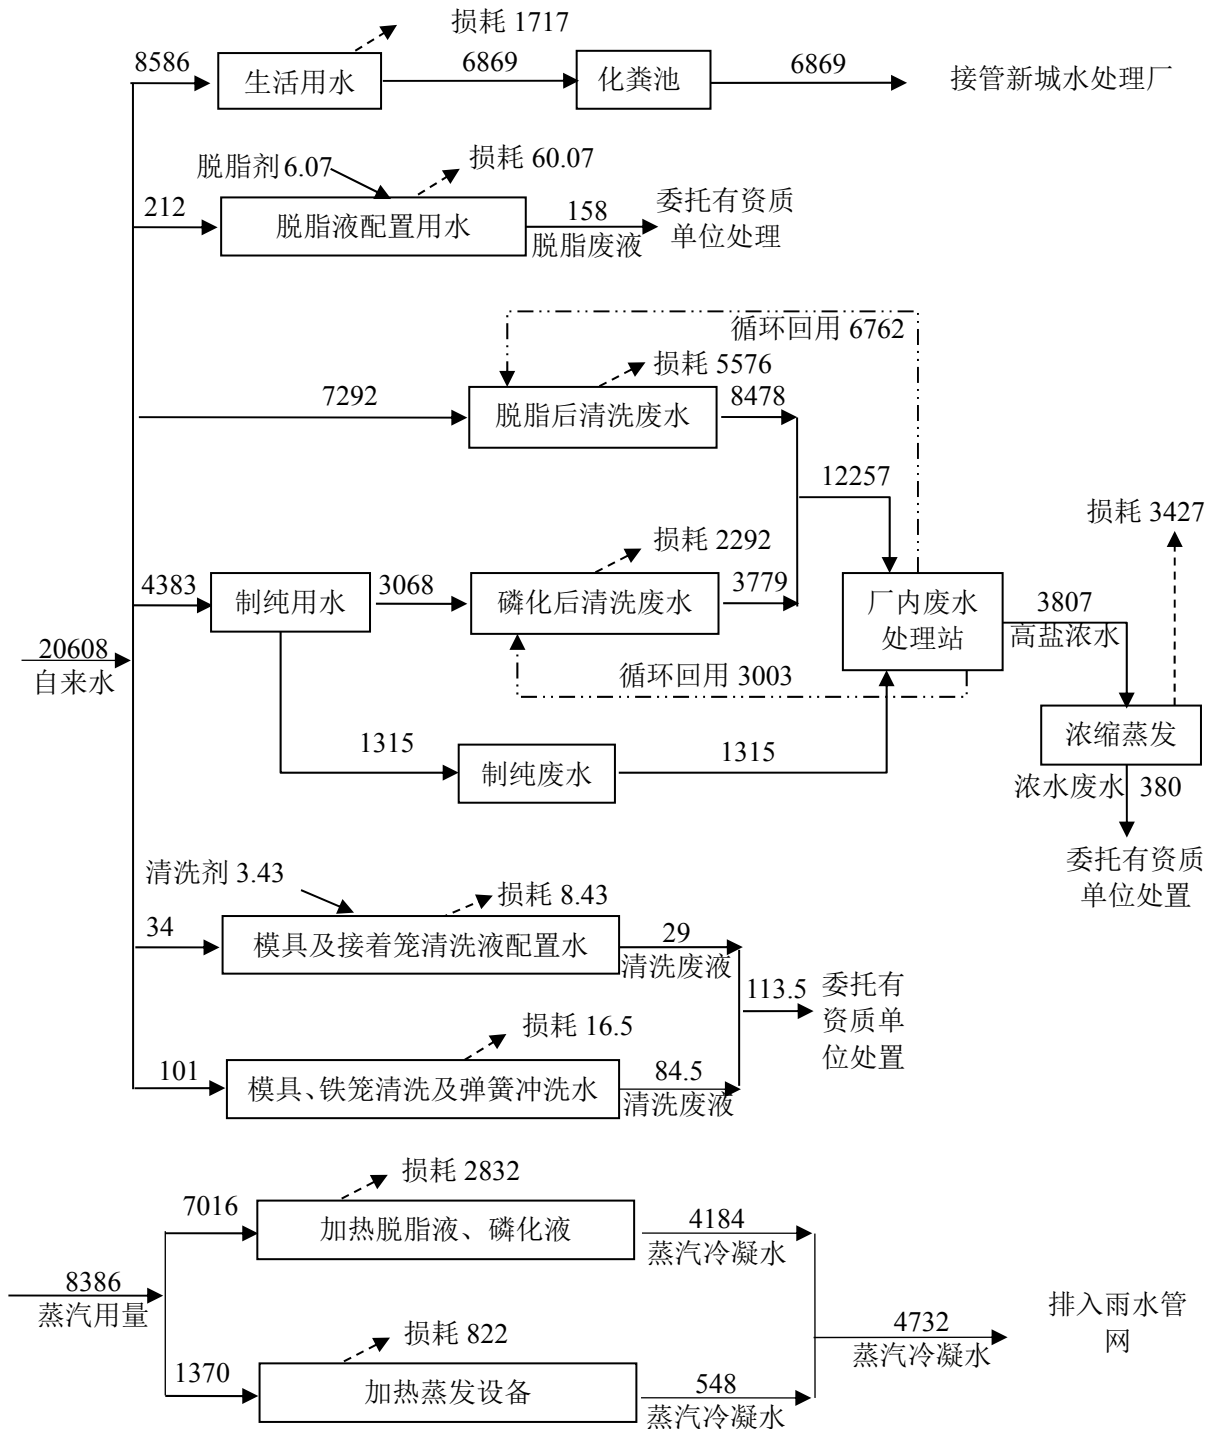 损耗 1717
8586
生活用水
6869
化粪池
6869
接管新城水处理厂
脱脂剂 6.07
损耗 60.07
212
脱脂液配置用水
158
脱脂废液
委托有资质
单位处理
循环回用 6762
损耗 5576
7292
脱脂后清洗废水
8478
12257
损耗 3427
损耗 2292
4383
制纯用水
3068
磷化后清洗废水
3779
厂内废水
处理站
3807
高盐浓水
20608
自来水
循环回用 3003
1315
制纯废水
1315
浓缩蒸发
浓水废水
380
委托有资质
单位处置
清洗剂 3.43
损耗 8.43
34
模具及接着笼清洗液配置水
29
清洗废液
113.5
委托有
资质单
位处置
损耗 16.5
101
模具、铁笼清洗及弹簧冲洗水
84.5
清洗废液
损耗 2832
7016
加热脱脂液、磷化液
4184
蒸汽冷凝水
8386
蒸汽用量
4732
蒸汽冷凝水
排入雨水管
网
损耗 822
1370
加热蒸发设备
548
蒸汽冷凝水